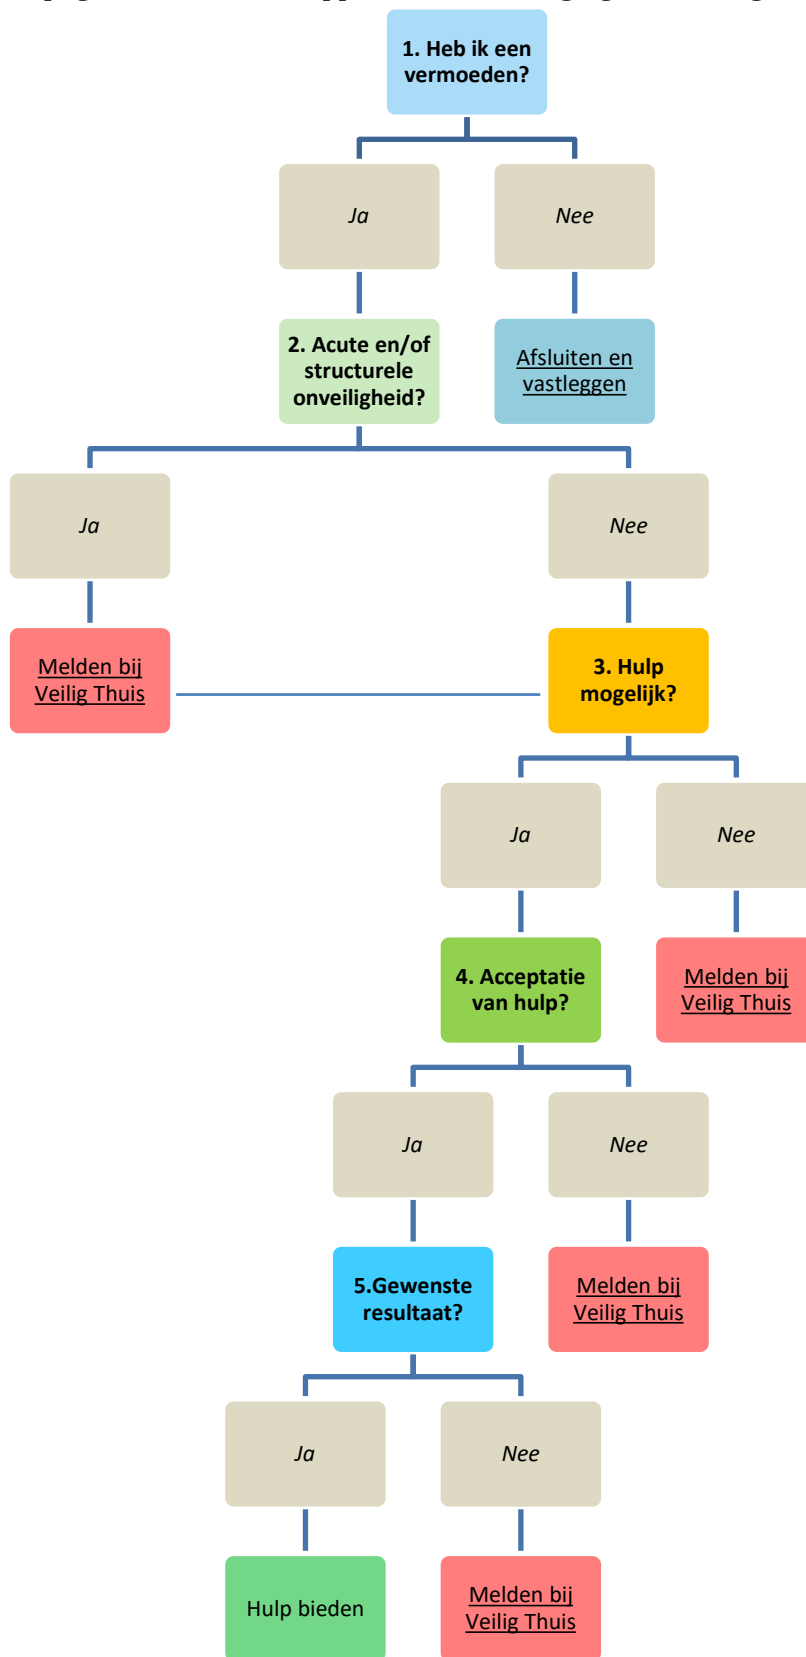 1. Heb ik een
vermoeden?
Ja
Nee
2. Acute en/of
structurele
onveiligheid?
Afsluiten en
vastleggen
Ja
Nee
Melden bij
Veilig Thuis
3. Hulp
mogelijk?
Ja
Nee
4. Acceptatie
van hulp?
Melden bij
Veilig Thuis
Ja
Nee
5.Gewenste
resultaat?
Melden bij
Veilig Thuis
Ja
Nee
Hulp bieden
Melden bij
Veilig Thuis